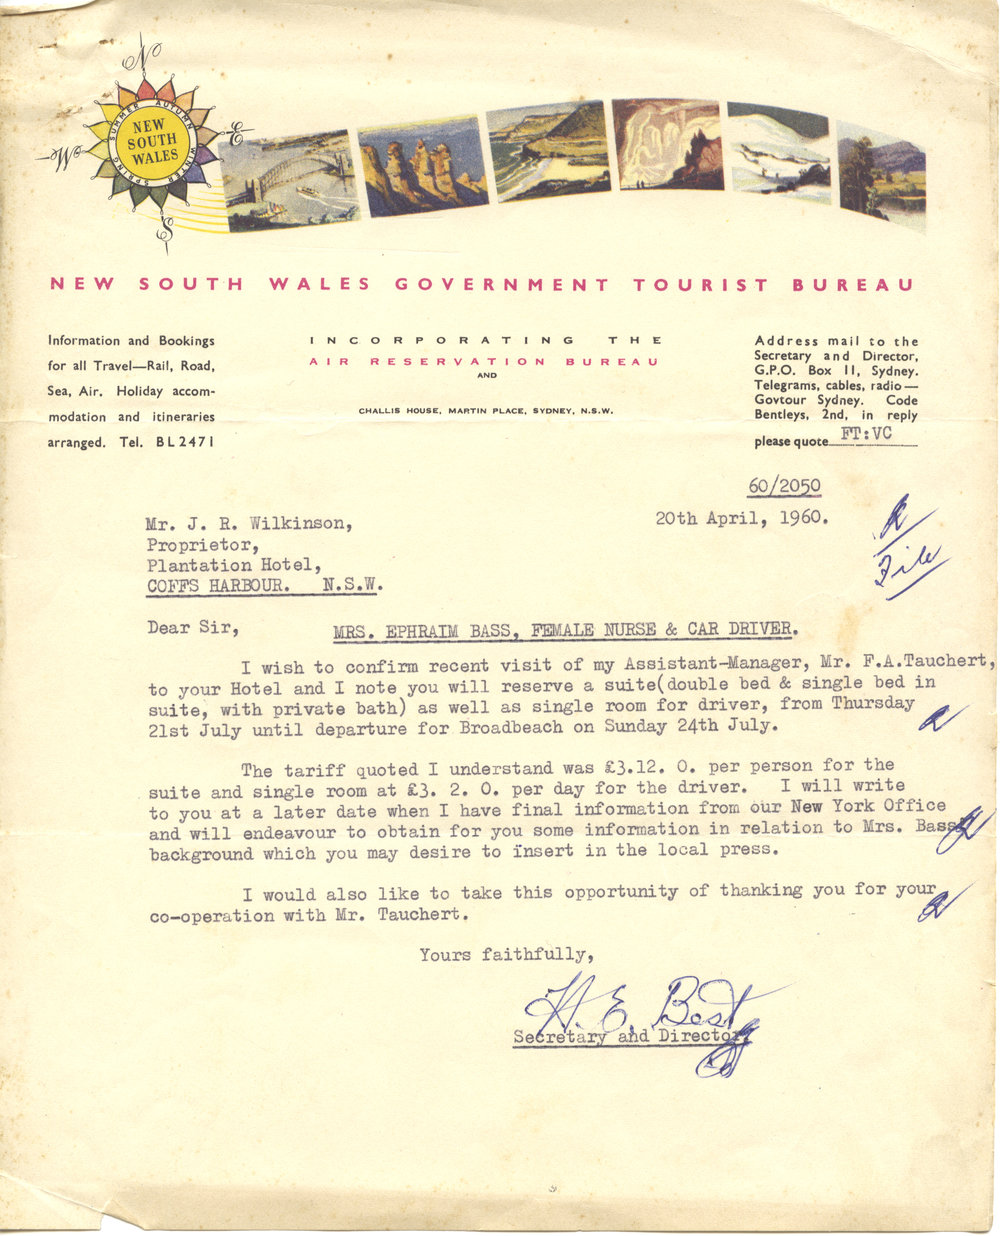 N
E
S
W
SUMMER AUTUMN WINTER SPRING
NEW
SOUTH
WALES
NEW SOUTH WALES GOVERNMENT TOURIST BUREAU
Information and Bookings
for all Travel—Rail, Road,
Sea, Air. Holiday accom-
modation and itineraries
arranged. Tel. BL2471
INCORPORATING THE
AIR RESERVATION BUREAU
AND
CHALLIS HOUSE, MARTIN PLACE, SYDNEY, N.S.W.
Address mail to the
Secretary and Director,
G.P.O. Box 11, Sydney.
Telegrams, cables, radio—
Govtour Sydney. Code
Bentleys, 2nd, in reply
please quote FT:VC
60/2050
20th April, 1960.
File
Mr. J. R. Wilkinson,
Proprietor,
Plantation Hotel,
COFFS HARBOUR. N.S.W.
Dear Sir,
MRS. EPHRAIM BASS, FEMALE NURSE & CAR DRIVER.
I wish to confirm recent visit of my Assistant-Manager, Mr. F.A.Tauchert,
to your Hotel and I note you will reserve a suite(double bed & single bed in
suite, with private bath) as well as single room for driver, from Thursday
21st July until departure for Broadbeach on Sunday 24th July.
The tariff quoted I understand was £3.12. 0. per person for the
suite and single room at £3. 2. 0. per day for the driver. I will write
to you at a later date when I have final information from our New York Office
and will endeavour to obtain for you some information in relation to Mrs. Bass'
background which you may desire to insert in the local press.
I would also like to take this opportunity of thanking you for your
co-operation with Mr. Tauchert.
Yours faithfully,
H. E. Best
Secretary and Director.